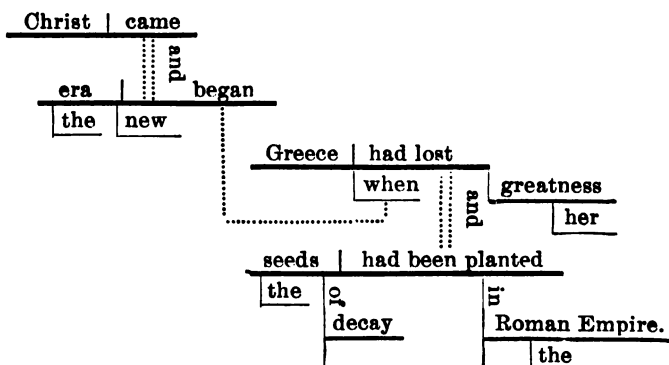 Christ came
and
era began
the new
Greece had lost
when greatness
and
her
seeds had been planted
the of in
decay Roman Empire.
the